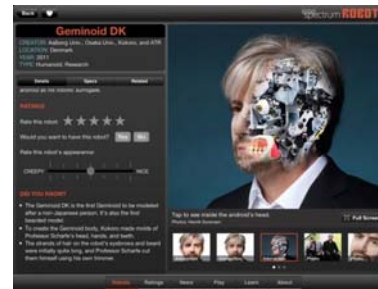 Back
spectrum ROBOTS
Geminoid DK
CREATOR: Aalborg Univ., Osaka Univ., Kokoro, and ATR
LOCATION: Denmark
YEAR: 2011
TYPE: Humanoid, Research
Details Specs Related
android as his robotic surrogate.
RATINGS
Rate this robot:
Would you want to have this robot? Yes No
Rate this robot's appearance:
CREEPY NICE
DID YOU KNOW?
• The Geminoid DK is the first Geminoid to be modeled
after a non-Japanese person. It's also the first
bearded model.
• To create the Geminoid body, Kokoro made molds of
Professor Scharfe's head, hands, and teeth.
• The strands of hair on the robot's eyebrows and beard
were initially quite long, and Professor Scharfe cut
them himself using his own trimmer.
Tap to see inside the android's head.
Full Screen
Robots Ratings News Play Learn About